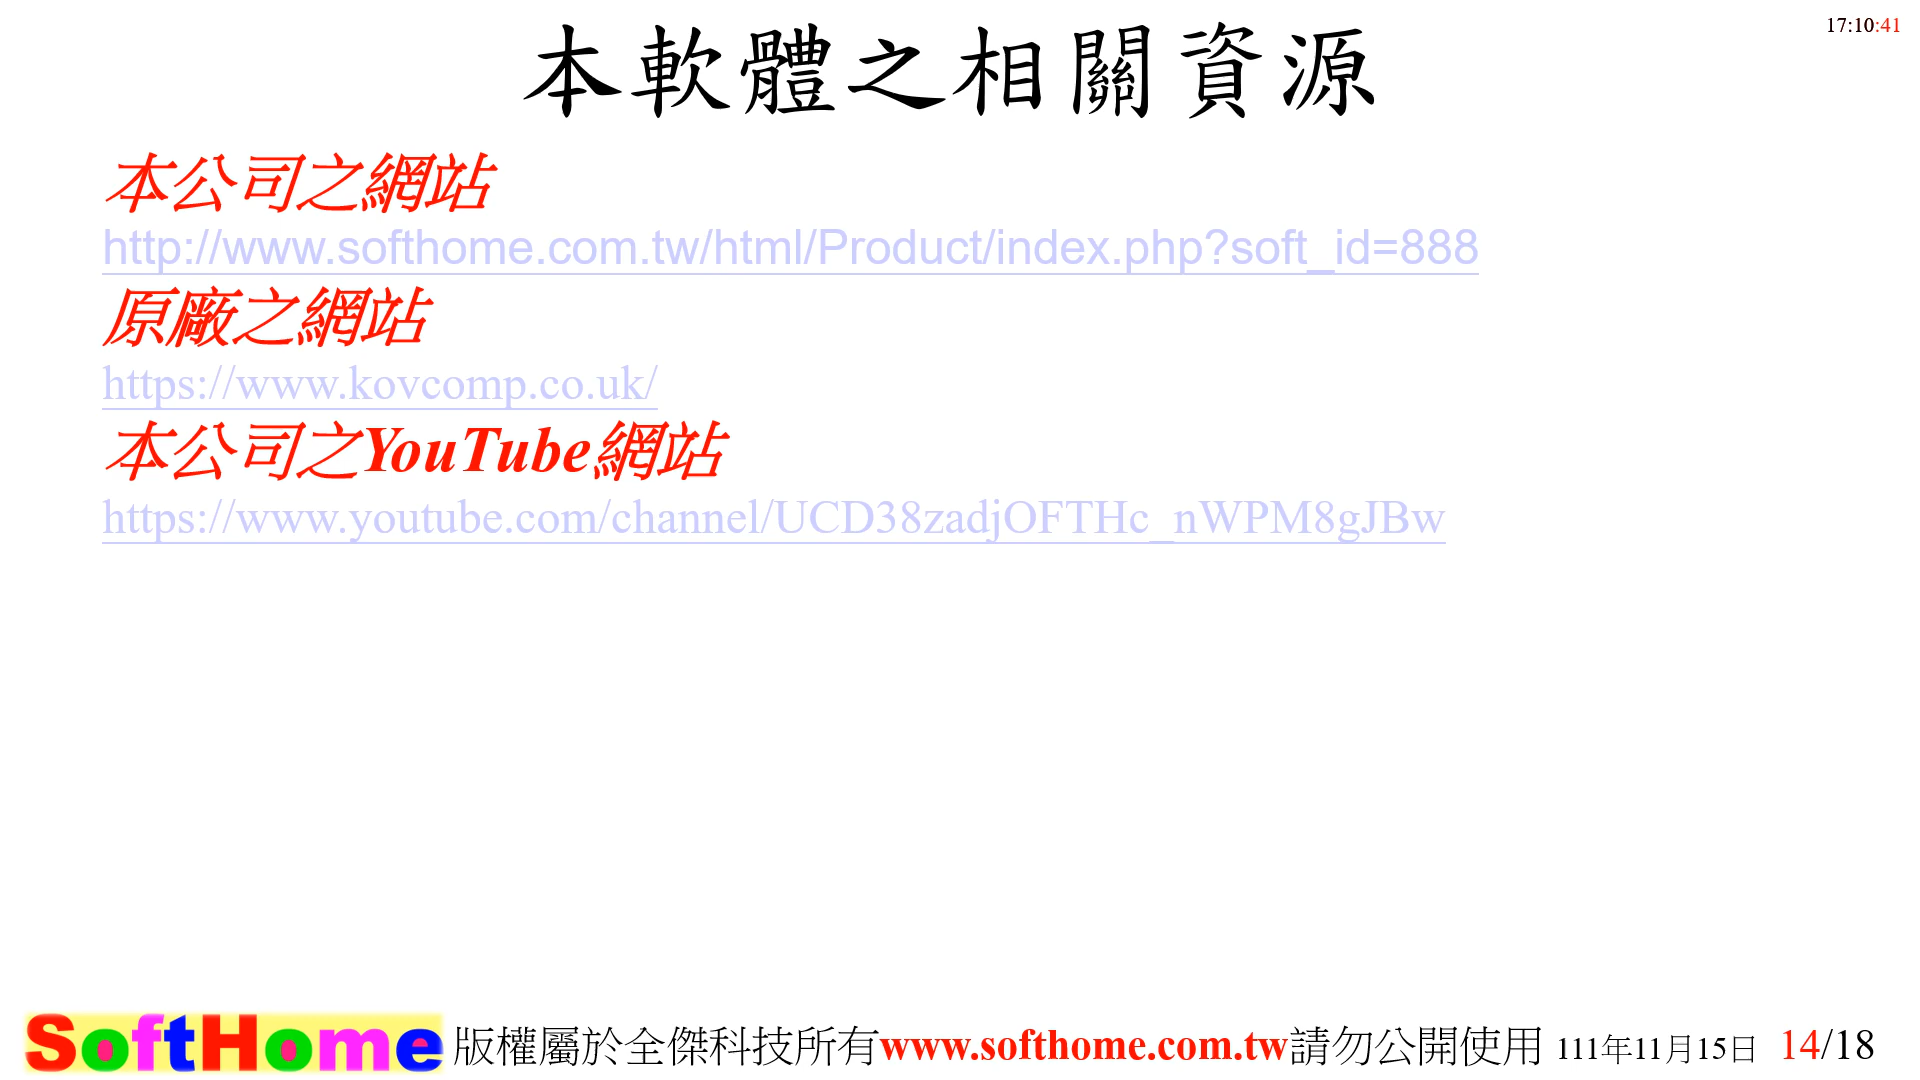 17:10:41
本軟體之相關資源
本公司之網站
http://www.softhome.com.tw/html/Product/index.php?soft_id=888
原廠之網站
https://www.kovcomp.co.uk/
本公司之YouTube網站
https://www.youtube.com/channel/UCD38zadjOFTHc_nWPM8gJBw
SoftHome 版權屬於全傑科技所有www.softhome.com.tw請勿公開使用 111年11月15日 14/18